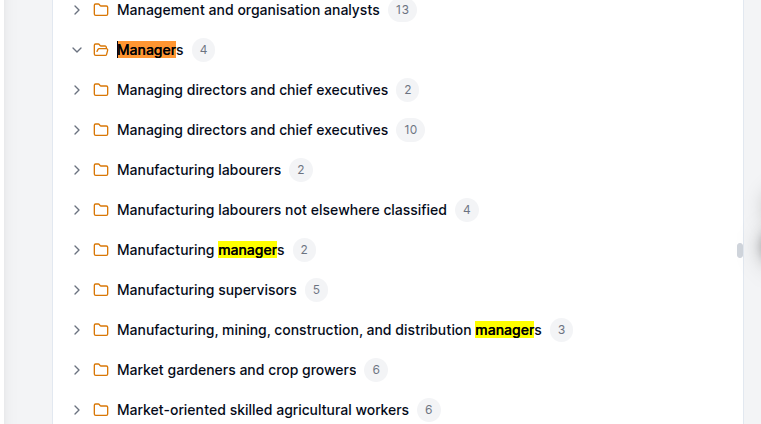 Management and organisation analysts 13
Managers 4
Managing directors and chief executives 2
Managing directors and chief executives 10
Manufacturing labourers 2
Manufacturing labourers not elsewhere classified 4
Manufacturing managers 2
Manufacturing supervisors 5
Manufacturing, mining, construction, and distribution managers 3
Market gardeners and crop growers 6
Market-oriented skilled agricultural workers 6